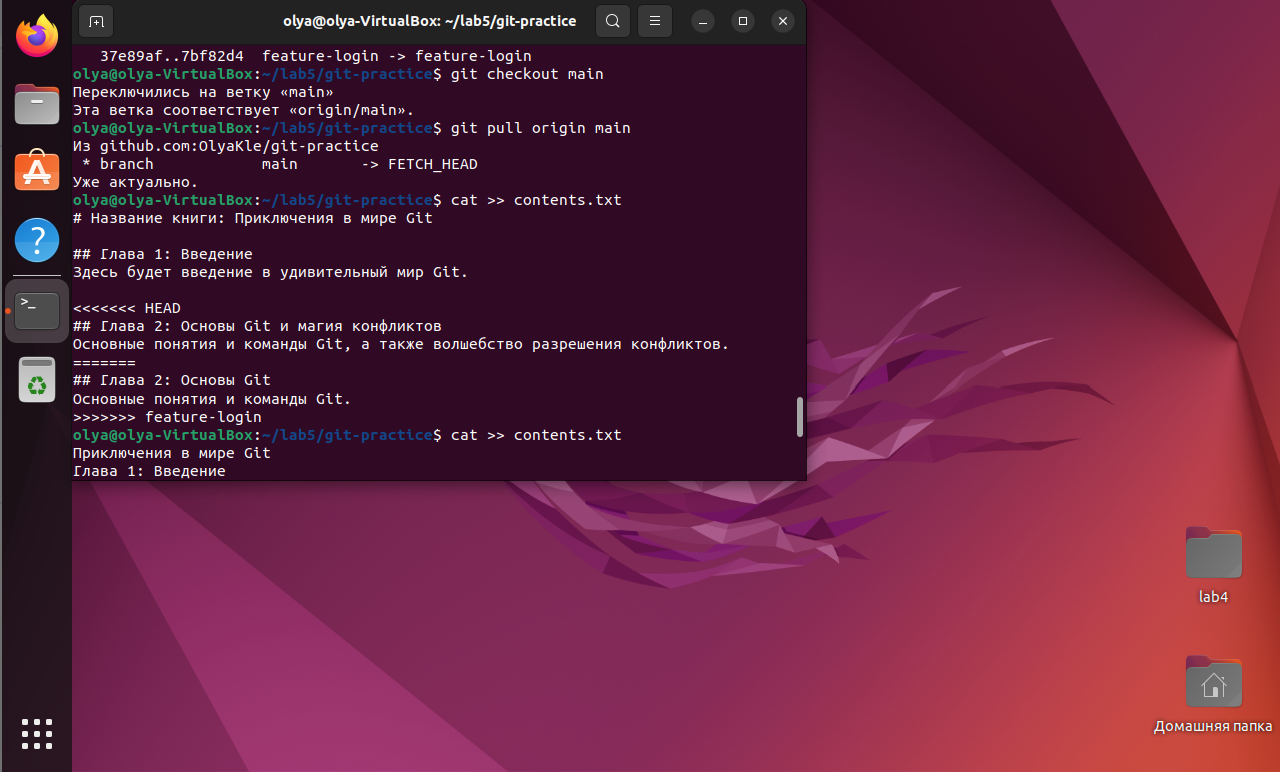 olya@olya-VirtualBox: ~/lab5/git-practice
37e89af..7bf82d4  feature-login -> feature-login
olya@olya-VirtualBox:~/lab5/git-practice$ git checkout main
Переключились на ветку «main»
Эта ветка соответствует «origin/main».
olya@olya-VirtualBox:~/lab5/git-practice$ git pull origin main
Из github.com:OlyaKle/git-practice
 * branch            main       -> FETCH_HEAD
Уже актуально.
olya@olya-VirtualBox:~/lab5/git-practice$ cat >> contents.txt
# Название книги: Приключения в мире Git
## Глава 1: Введение
Здесь будет введение в удивительный мир Git.
<<<<<<< HEAD
## Глава 2: Основы Git и магия конфликтов
Основные понятия и команды Git, а также волшебство разрешения конфликтов.
=======
## Глава 2: Основы Git
Основные понятия и команды Git.
>>>>>>> feature-login
olya@olya-VirtualBox:~/lab5/git-practice$ cat >> contents.txt
Приключения в мире Git
Глава 1: Введение
lab4
Домашняя папка